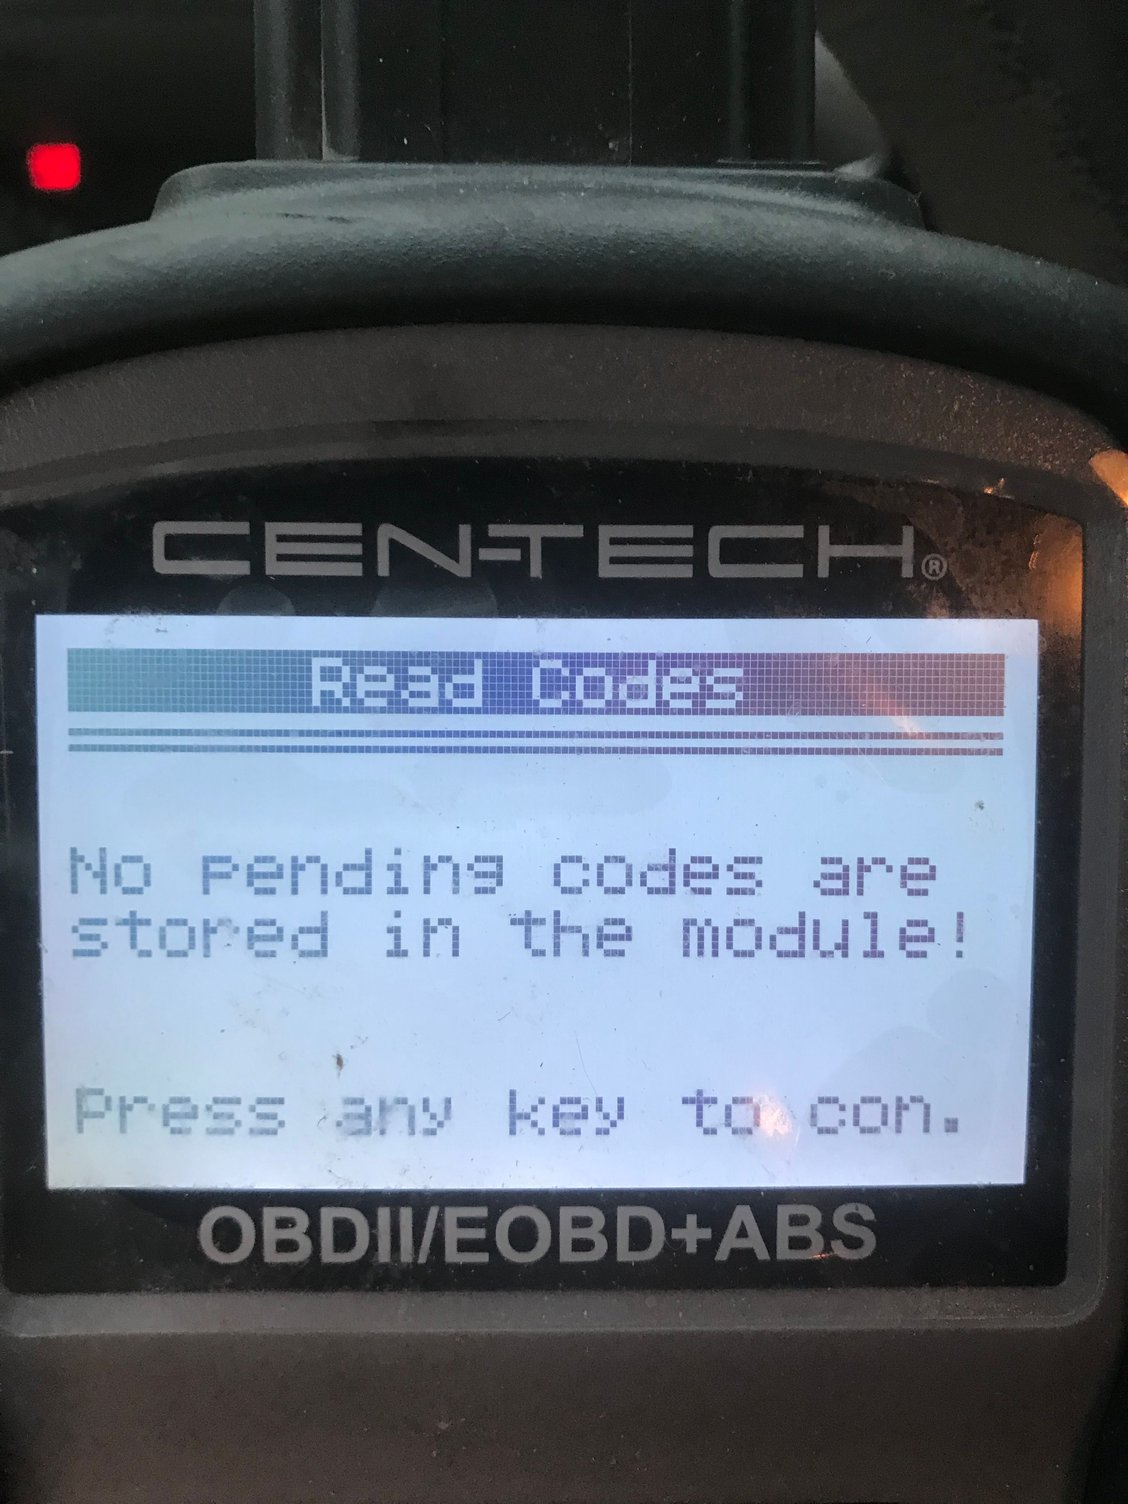 CEN-TECH®
Read Codes
No pending codes are
stored in the module!
Press any key to con.
OBDII/EOBD+ABS